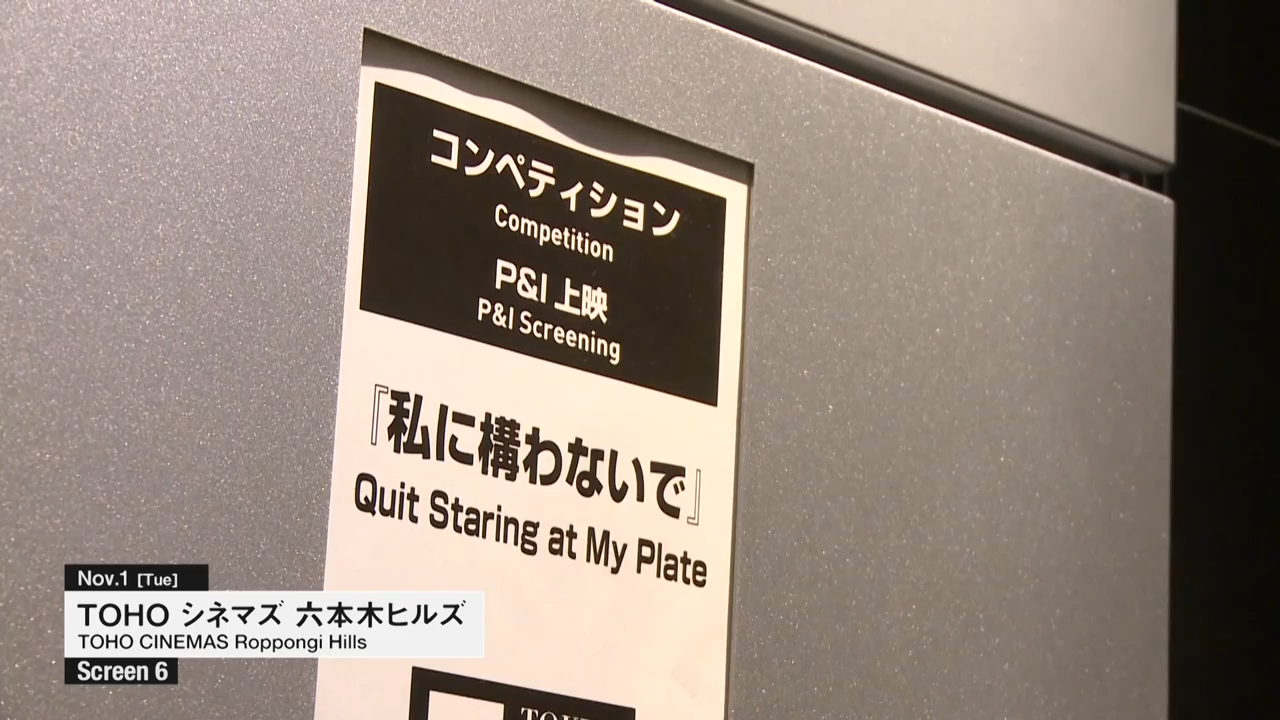 コンペティション
Competition
P&I 上映
P&I Screening
『私に構わないで』
Quit Staring at My Plate
Nov.1 [Tue]
TOHO シネマズ 六本木ヒルズ
TOHO CINEMAS Roppongi Hills
Screen 6